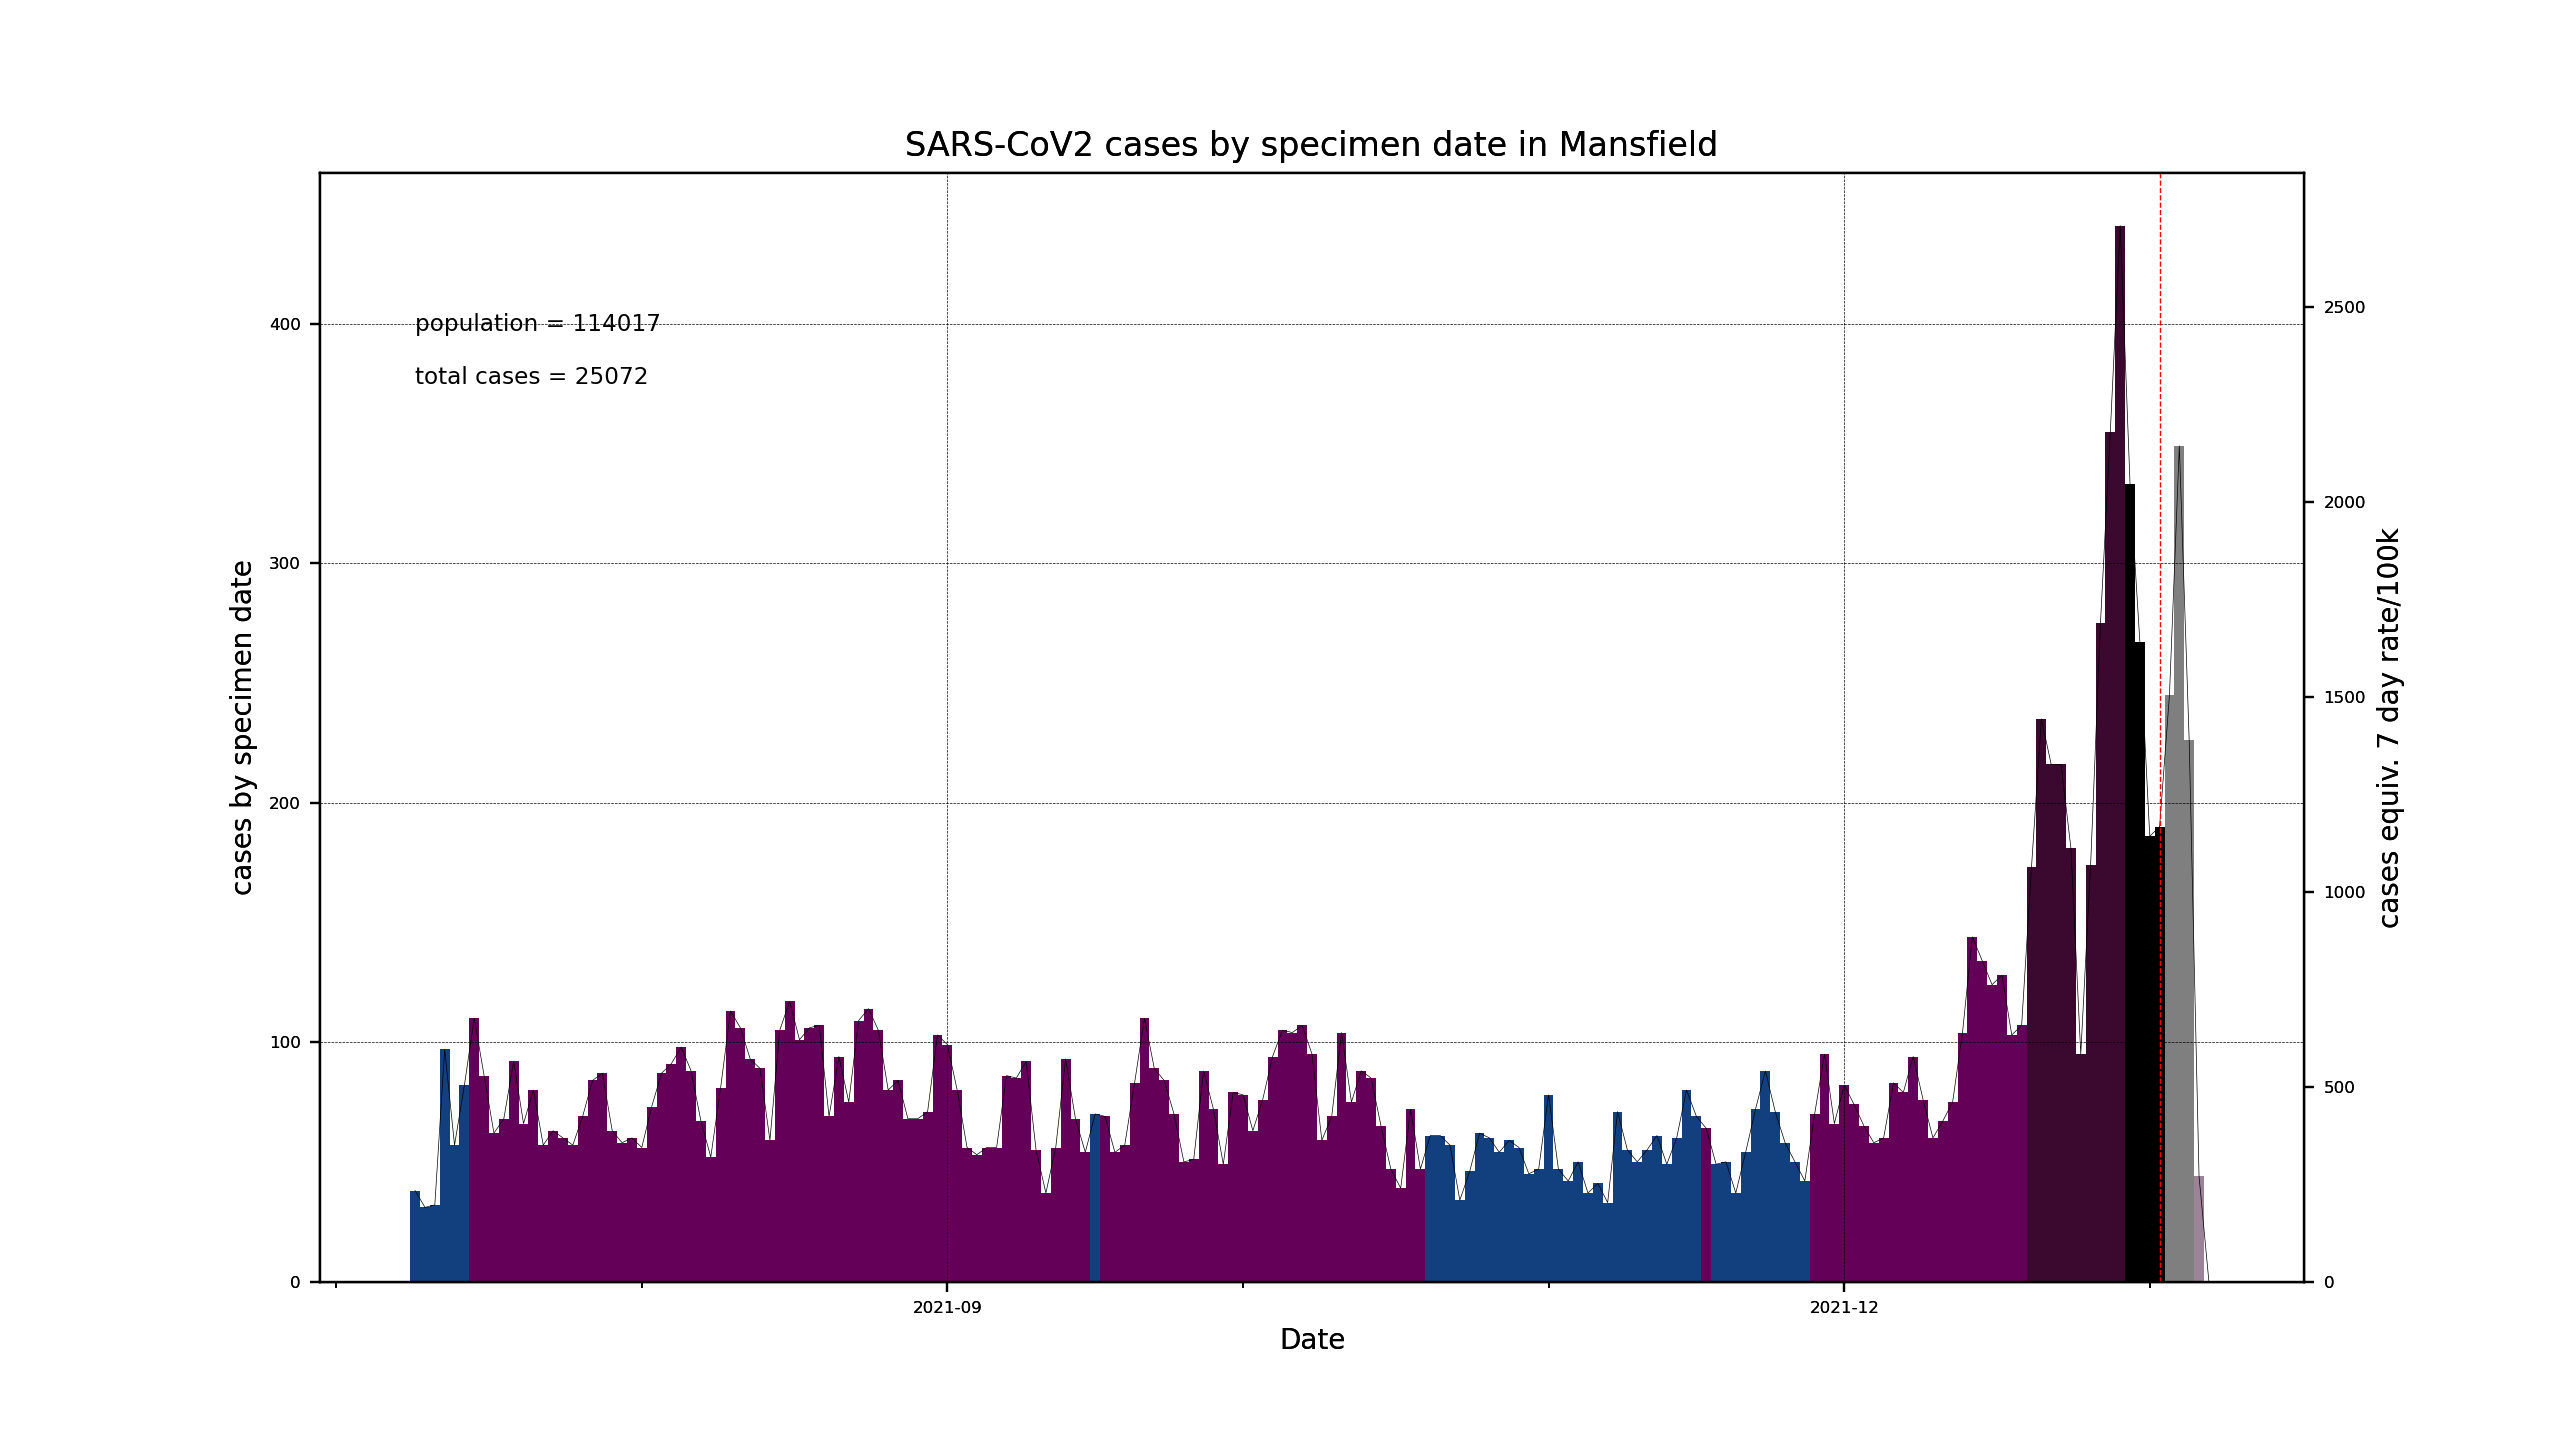 SARS-CoV2 cases by specimen date in Mansfield
population = 114017
total cases = 25072
cases by specimen date
400
300
200
100
0
2500
2000
1500
1000
500
0
cases equiv. 7 day rate/100k
2021-09
2021-12
Date